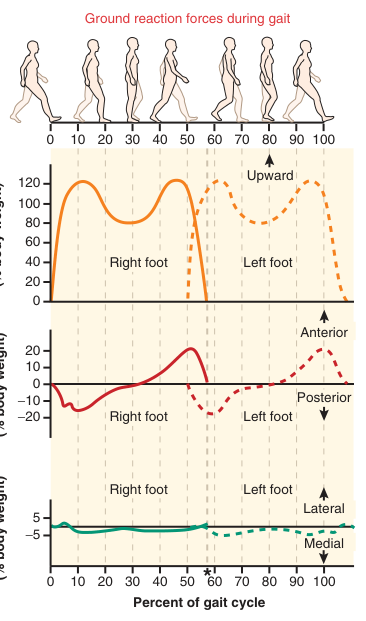 Ground reaction forces during gait
0 10 20 30 40 50 60 70 80 90 100
Upward
120
100
80
60
40
20
0
(% body weight)
Right foot Left foot
Anterior
20
10
0
–10
–20
(% body weight)
Posterior
Right foot Left foot
Right foot Left foot
Lateral
5
–5
(% body weight)
Medial
0 10 20 30 40 50 60 70 80 90 100
*
Percent of gait cycle